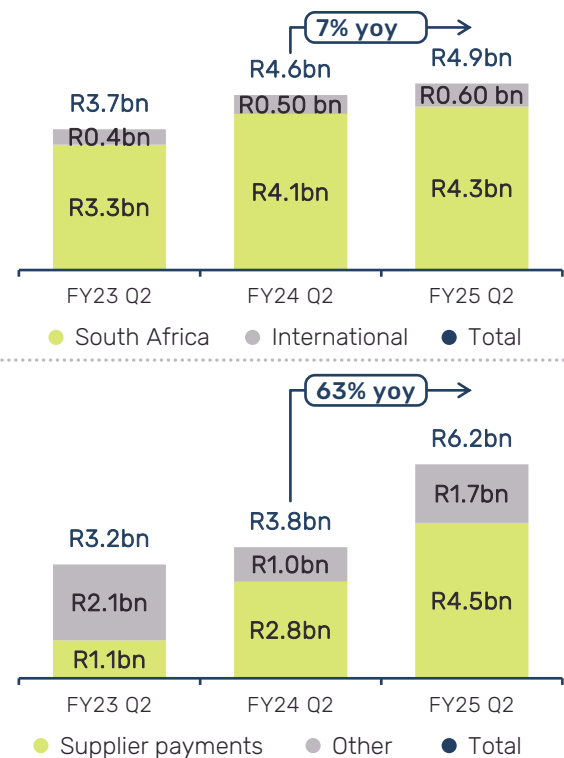 7% yoy
R3.7bn
R4.6bn
R4.9bn
R0.4bn
R0.50 bn
R0.60 bn
R3.3bn
R4.1bn
R4.3bn
FY23 Q2
FY24 Q2
FY25 Q2
South Africa
International
Total
63% yoy
R3.2bn
R3.8bn
R6.2bn
R2.1bn
R1.0bn
R1.7bn
R1.1bn
R2.8bn
R4.5bn
FY23 Q2
FY24 Q2
FY25 Q2
Supplier payments
Other
Total